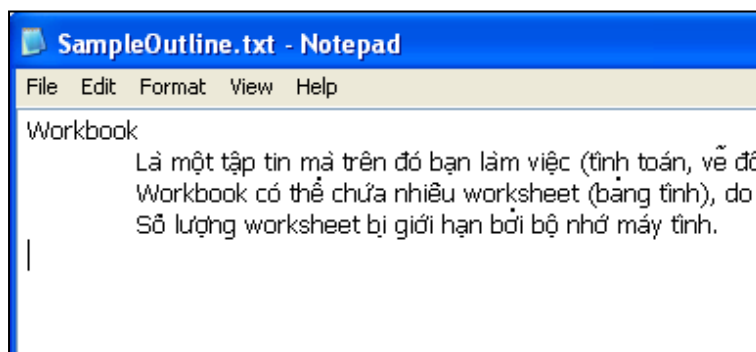 SampleOutline.txt - Notepad
File Edit Format View Help
Workbook
Là một tập tin mà trên đó bạn làm việc (tính toán, vẽ đồ
Workbook có thể chứa nhiều worksheet (bảng tính), do
Số lượng worksheet bị giới hạn bởi bộ nhớ máy tính.